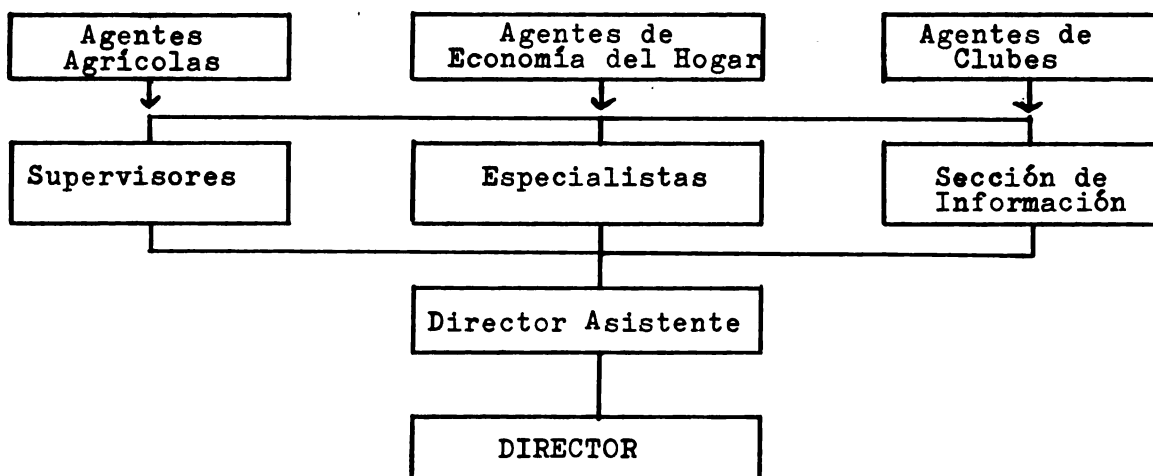 Agentes
Agrícolas
Agentes de
Economía del Hogar
Agentes de
Clubes
Supervisores
Especialistas
Sección de
Información
Director Asistente
DIRECTOR